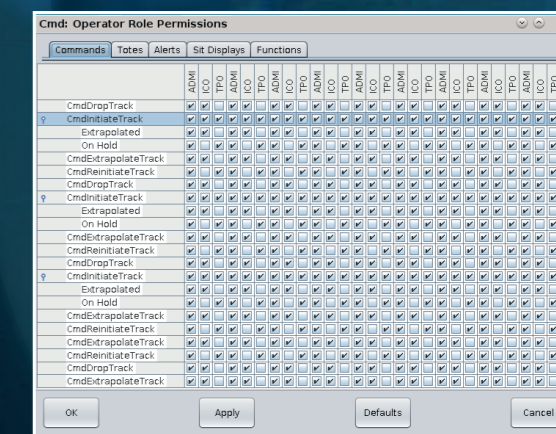 Cmd: Operator Role Permissions
Commands Totes Alerts Sit Displays Functions
ADMI ICO TPO ADMI ICO TPO ADMI ICO TPO ADMI ICO TPO ADMI ICO TPO ADMI ICO TPO ADMI ICO TPO ADMI ICO TPO ADMI ICO
CmdDropTrack
CmdInitiateTrack
Extrapolated
On Hold
CmdExtrapolateTrack
CmdReinitiateTrack
CmdDropTrack
CmdInitiateTrack
Extrapolated
On Hold
CmdExtrapolateTrack
CmdReinitiateTrack
CmdDropTrack
CmdInitiateTrack
Extrapolated
On Hold
CmdExtrapolateTrack
CmdReinitiateTrack
CmdExtrapolateTrack
CmdReinitiateTrack
CmdDropTrack
CmdExtrapolateTrack
OK Apply Defaults Cancel